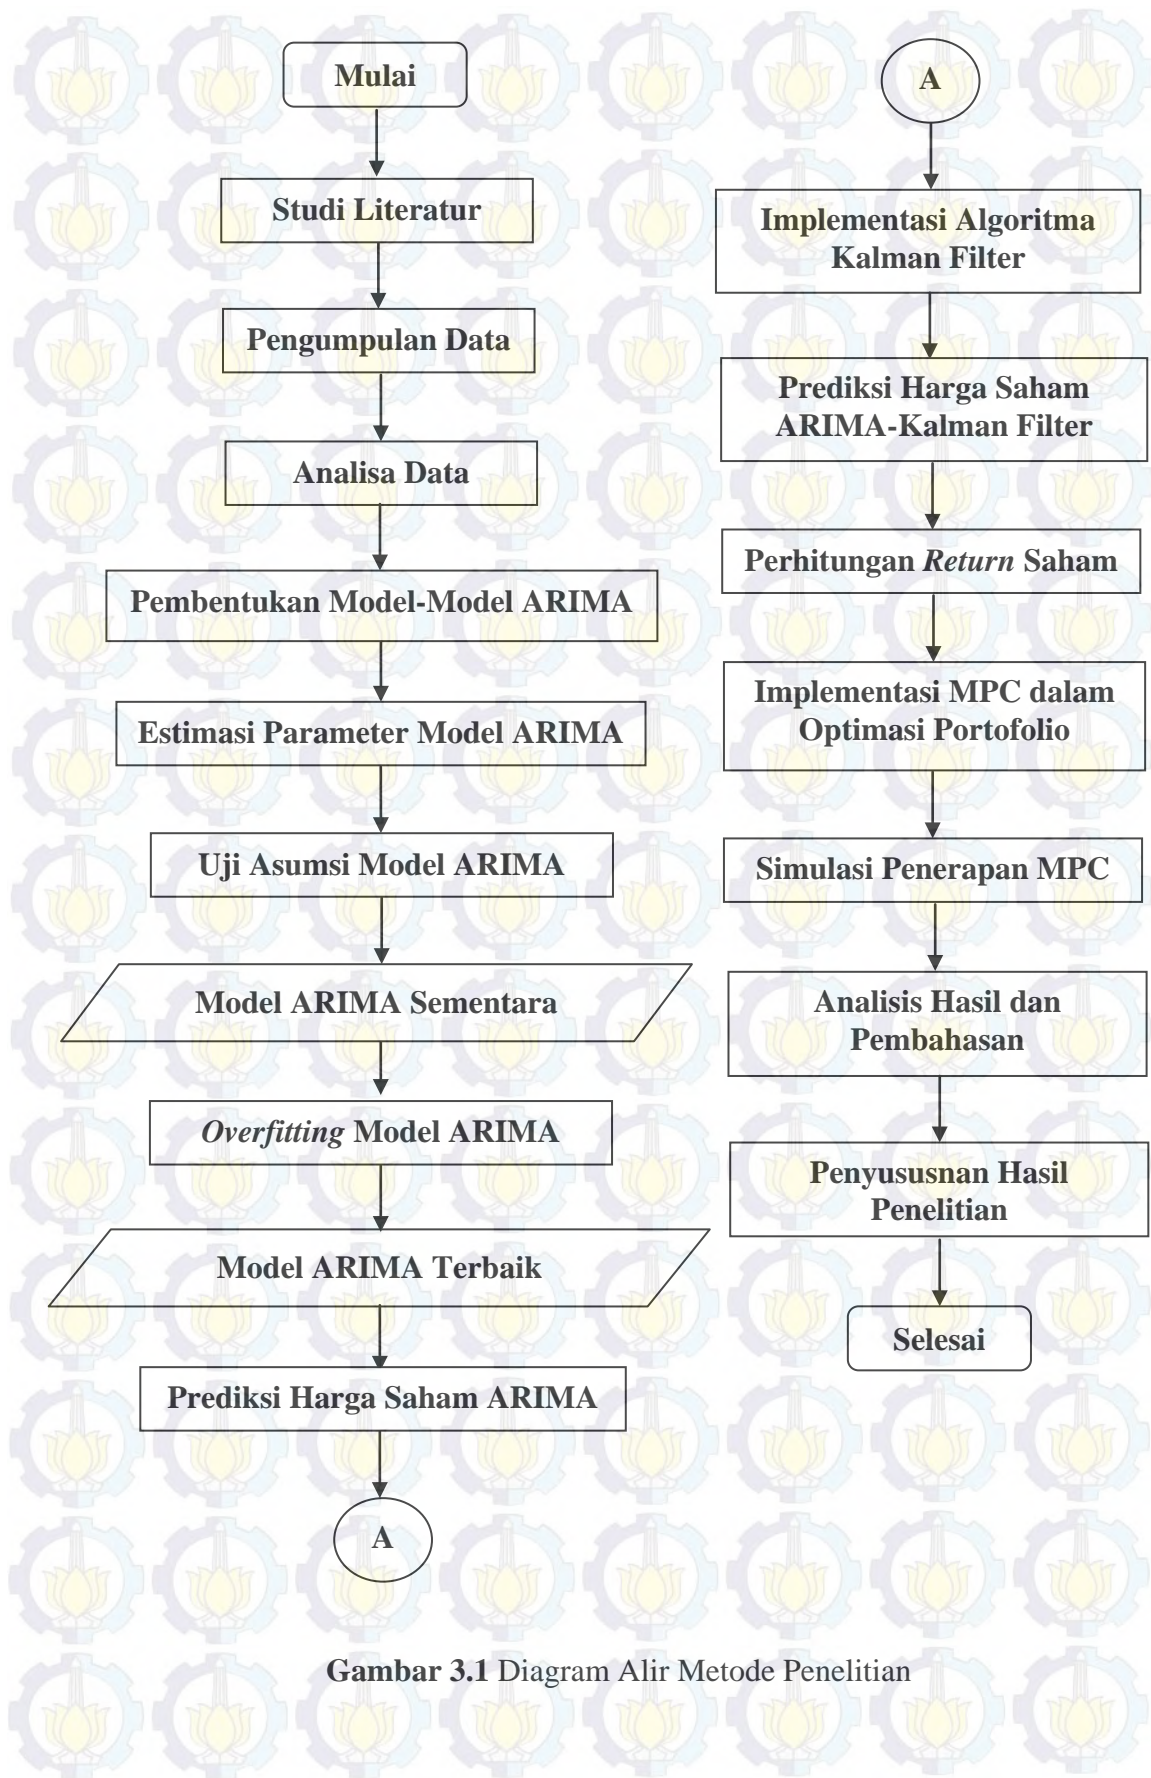 Mulai
Studi Literatur
Pengumpulan Data
Analisa Data
Pembentukan Model-Model ARIMA
Estimasi Parameter Model ARIMA
Uji Asumsi Model ARIMA
Model ARIMA Sementara
Overfitting Model ARIMA
Model ARIMA Terbaik
Prediksi Harga Saham ARIMA
A
A
Implementasi Algoritma
Kalman Filter
Prediksi Harga Saham
ARIMA-Kalman Filter
Perhitungan Return Saham
Implementasi MPC dalam
Optimasi Portofolio
Simulasi Penerapan MPC
Analisis Hasil dan
Pembahasan
Penyususnan Hasil
Penelitian
Selesai
Gambar 3.1 Diagram Alir Metode Penelitian